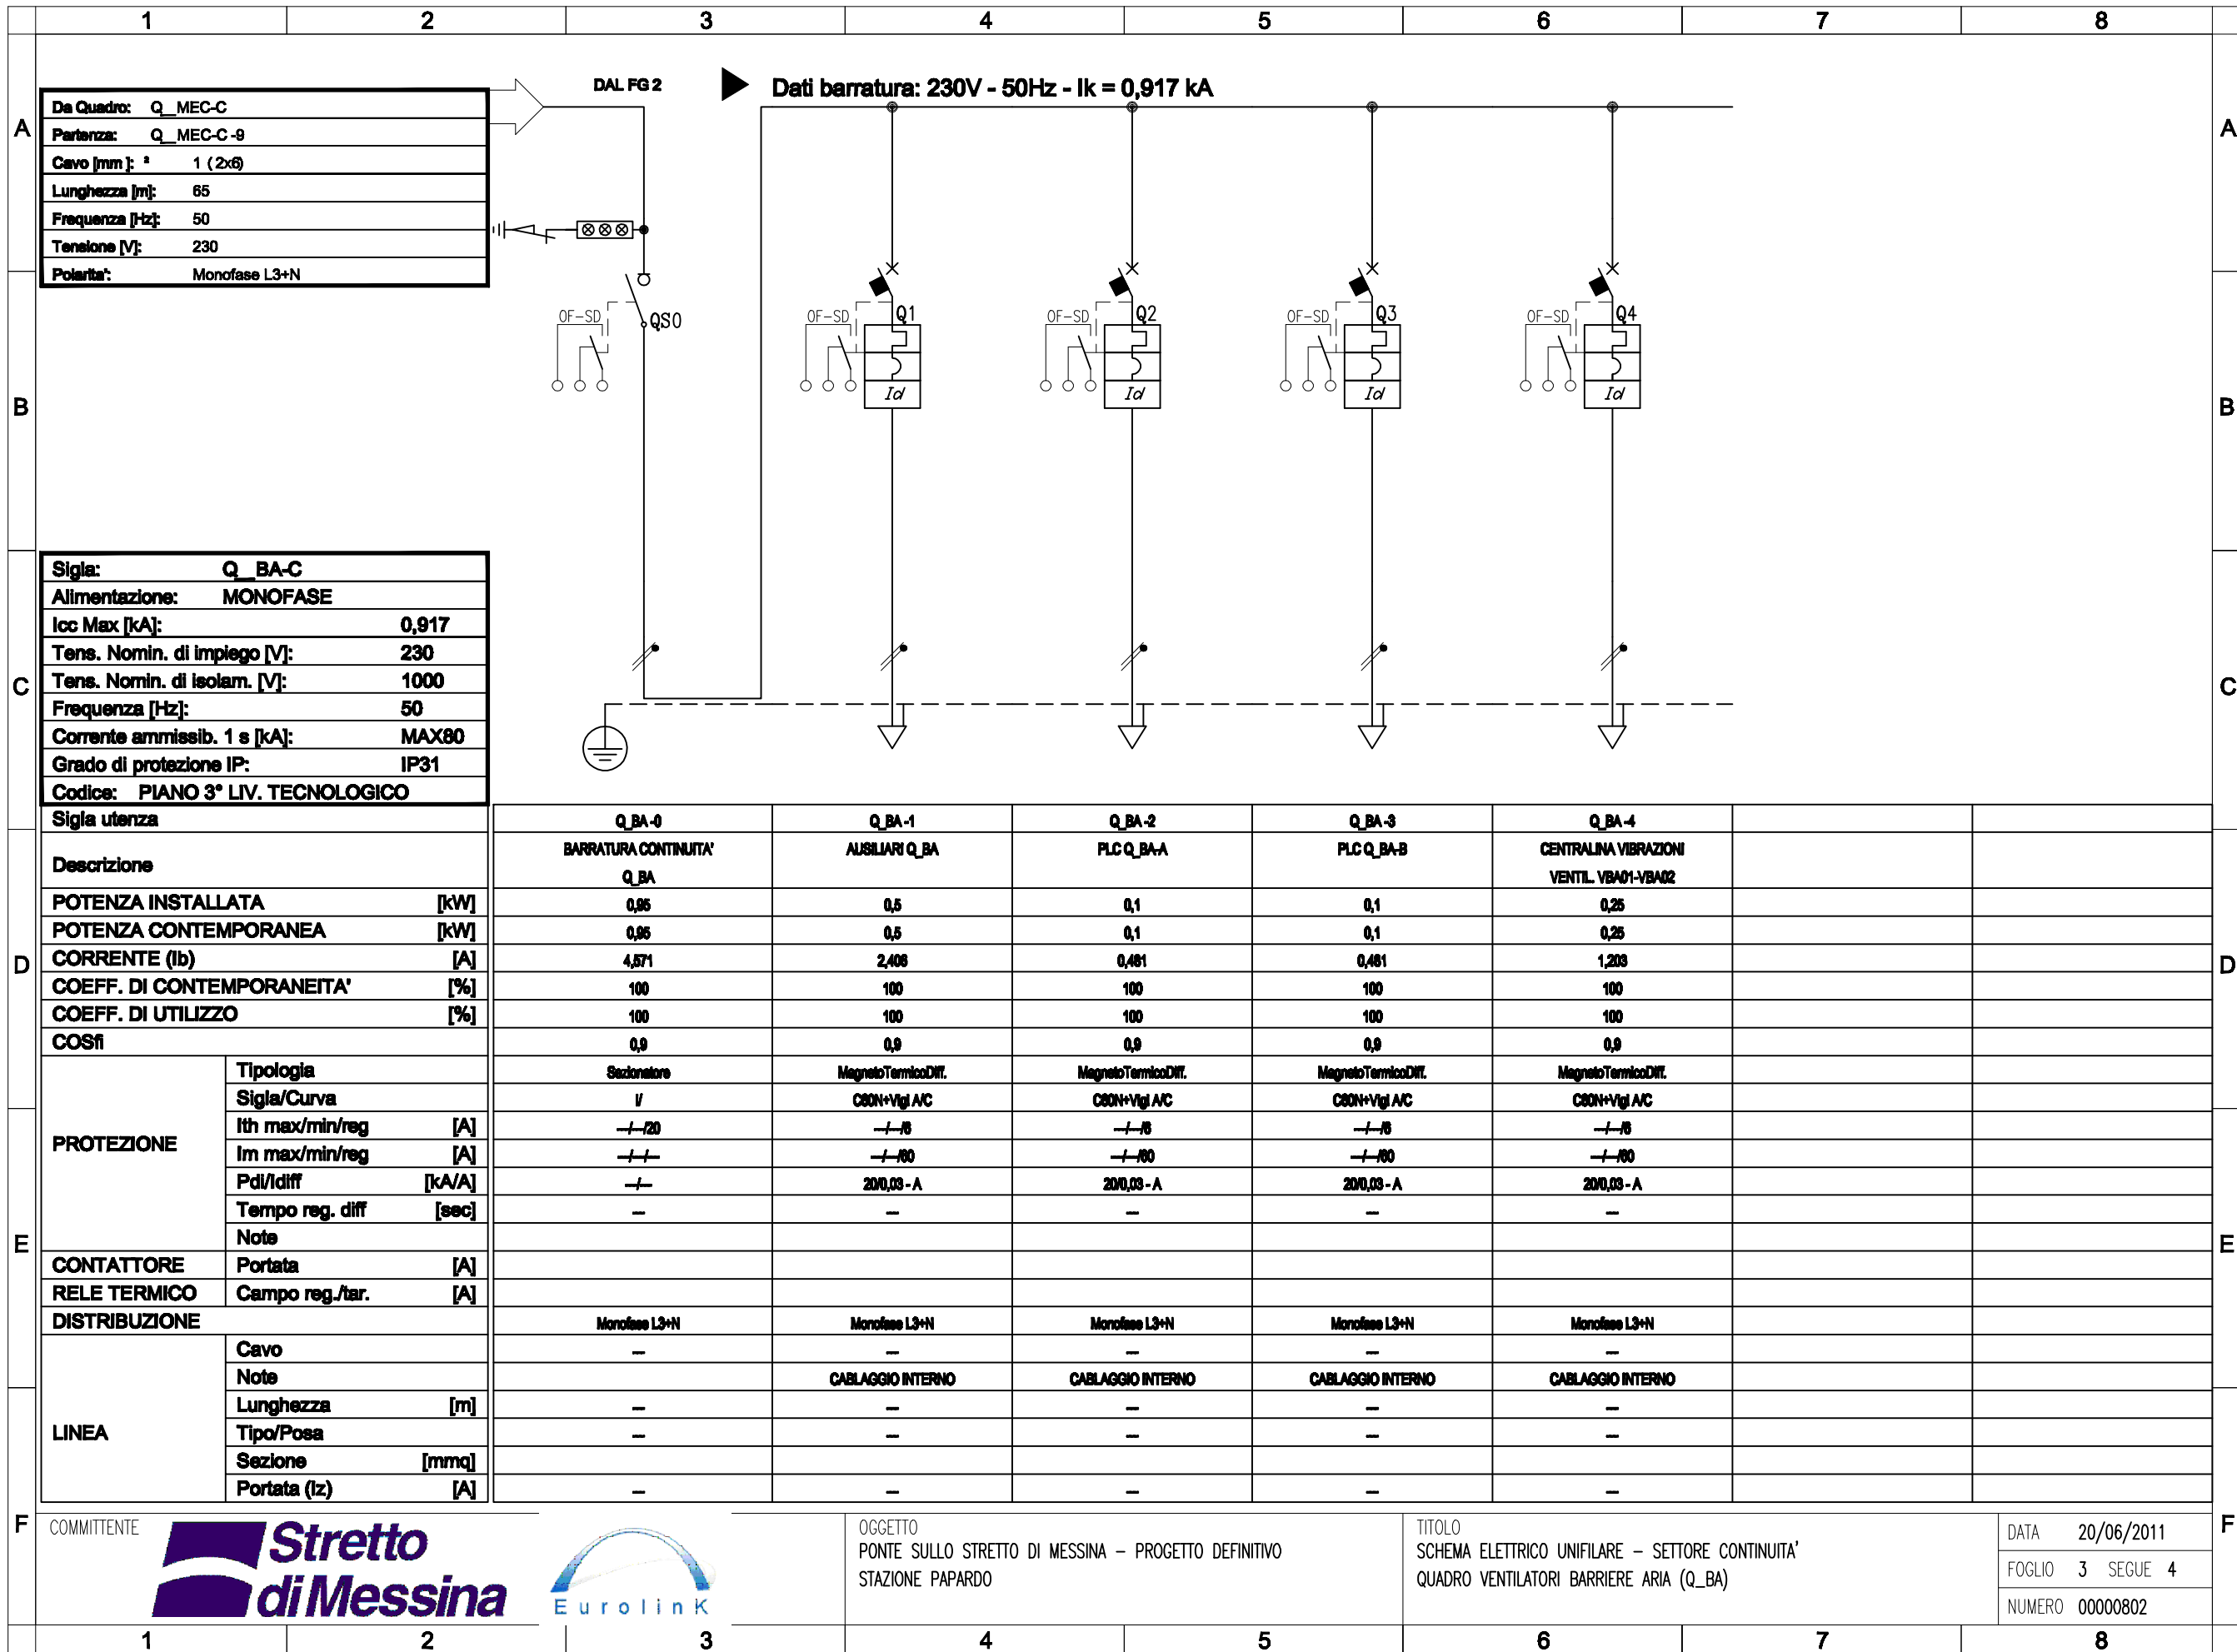 1 2 3 4 5 6 7 8
DAL FG 2
Dati barratura: 230V - 50Hz - Ik = 0,917 kA
Da Quadro: Q__MEC-C
Partenza: Q__MEC-C -9
Cavo [mm ]: ² 1 ( 2x6)
Lunghezza [m]: 65
Frequenza [Hz]: 50
Tensione [V]: 230
Polarita': Monofase L3+N
A A
OF-SD QS0 OF-SD Q1 OF-SD Q2 OF-SD Q3 OF-SD Q4
Id Id Id Id
B B
Sigla: Q__BA-C
Alimentazione: MONOFASE
Icc Max [kA]: 0,917
Tens. Nomin. di impiego [V]: 230
Tens. Nomin. di isolam. [V]: 1000
Frequenza [Hz]: 50
Corrente ammissib. 1 s [kA]: MAX80
Grado di protezione IP: IP31
Codice: PIANO 3° LIV. TECNOLOGICO
C C
Sigla utenza Q_BA -0 Q_BA -1 Q_BA -2 Q_BA -3 Q_BA -4
Descrizione BARRATURA CONTINUITA' AUSILIARI Q_BA PLC Q_BA-A PLC Q_BA-B CENTRALINA VIBRAZIONI
Q_BA VENTIL. VBA01-VBA02
POTENZA INSTALLATA [kW] 0,95 0,5 0,1 0,1 0,25
POTENZA CONTEMPORANEA [kW] 0,95 0,5 0,1 0,1 0,25
CORRENTE (Ib) [A] 4,571 2,406 0,481 0,481 1,203
COEFF. DI CONTEMPORANEITA' [%] 100 100 100 100 100
COEFF. DI UTILIZZO [%] 100 100 100 100 100
COSfi 0,9 0,9 0,9 0,9 0,9
D D
PROTEZIONE
Tipologia Sezionatore MagnetoTermicoDiff. MagnetoTermicoDiff. MagnetoTermicoDiff. MagnetoTermicoDiff.
Sigla/Curva I/ C60N+Vigi A/C C60N+Vigi A/C C60N+Vigi A/C C60N+Vigi A/C
Ith max/min/reg [A] ---/---/20 ---/---/6 ---/---/6 ---/---/6 ---/---/6
Im max/min/reg [A] ---/---/--- ---/---/60 ---/---/60 ---/---/60 ---/---/60
Pdi/Idiff [kA/A] ---/--- 20/0,03 - A 20/0,03 - A 20/0,03 - A 20/0,03 - A
Tempo reg. diff [sec] --- --- --- --- ---
Note
E E
CONTATTORE Portata [A]
RELE TERMICO Campo reg./tar. [A]
DISTRIBUZIONE Monofase L3+N Monofase L3+N Monofase L3+N Monofase L3+N Monofase L3+N
LINEA
Cavo --- --- --- --- ---
Note CABLAGGIO INTERNO CABLAGGIO INTERNO CABLAGGIO INTERNO CABLAGGIO INTERNO
Lunghezza [m] --- --- --- --- ---
Tipo/Posa --- --- --- --- ---
Sezione [mmq]
Portata (Iz) [A] --- --- --- --- ---
F F
COMMITTENTE
Stretto
di Messina
EurolinK
OGGETTO
PONTE SULLO STRETTO DI MESSINA – PROGETTO DEFINITIVO
STAZIONE PAPARDO
TITOLO
SCHEMA ELETTRICO UNIFILARE – SETTORE CONTINUITA'
QUADRO VENTILATORI BARRIERE ARIA (Q_BA)
DATA 20/06/2011
FOGLIO 3 SEGUE 4
NUMERO 00000802
1 2 3 4 5 6 7 8